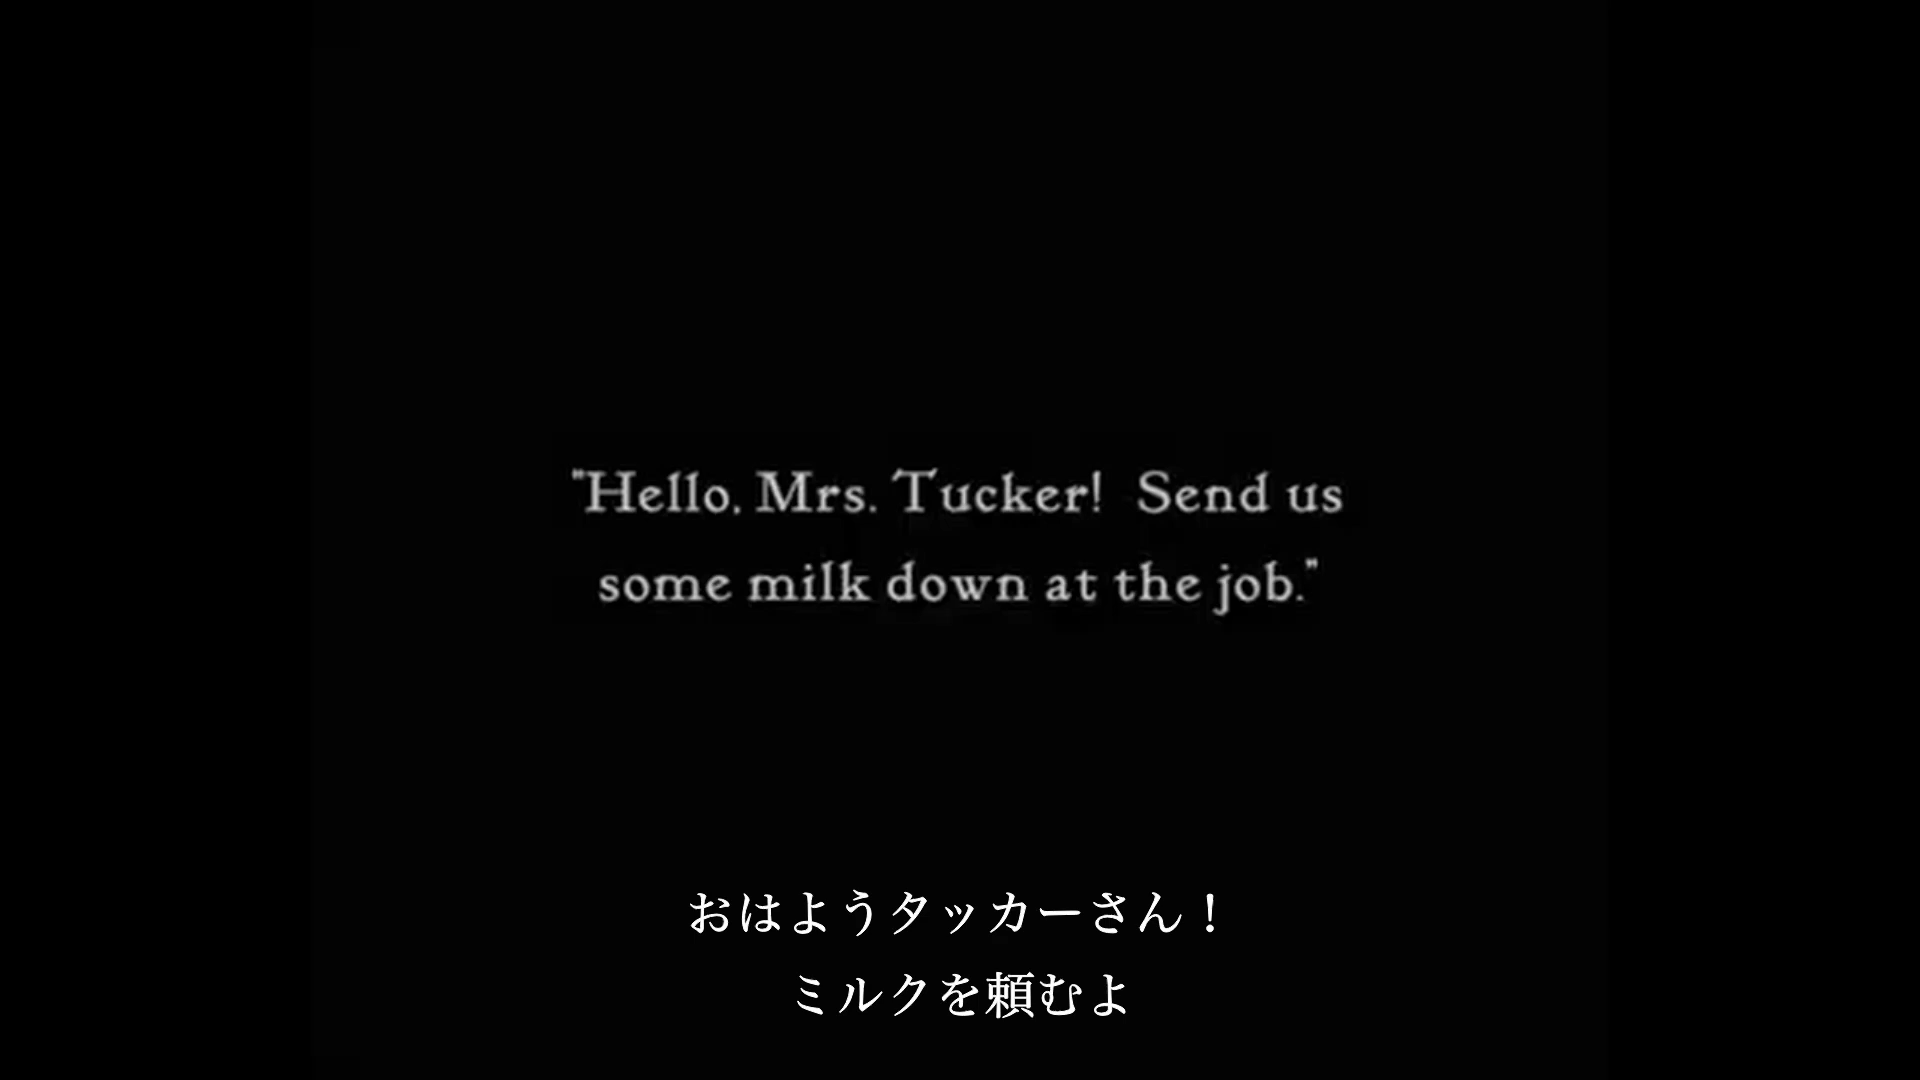 "Hello, Mrs. Tucker! Send us
some milk down at the job."
おはようタッカーさん！
ミルクを頼むよ